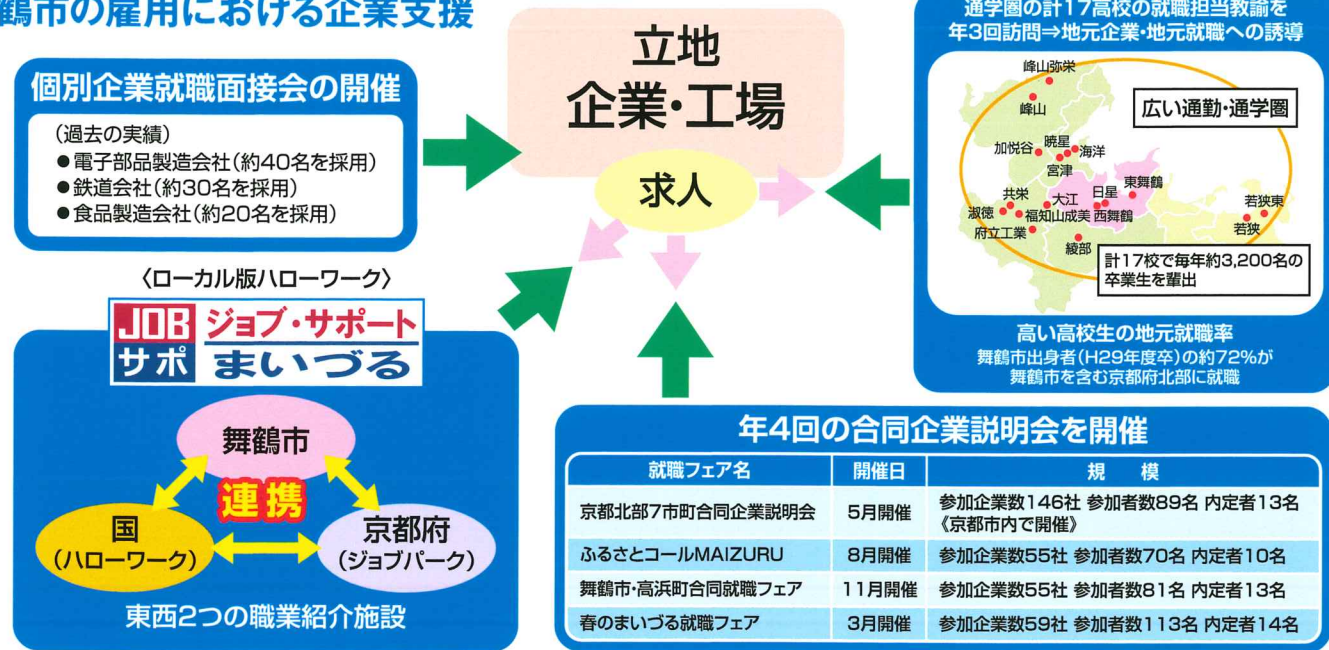 鶴市の雇用における企業支援
個別企業就職面接会の開催
(過去の実績)
●電子部品製造会社(約40名を採用)
●鉄道会社(約30名を採用)
●食品製造会社(約20名を採用)
立地
企業・工場
求人
通学圏の計17高校の就職担当教諭を
年3回訪問⇒地元企業・地元就職への誘導
峰山弥栄
峰山
広い通勤・通学圏
加悦谷
暁星
海洋
宮津
共栄
大江
日星
東舞鶴
淑徳
福知山成美
西舞鶴
若狭東
府立工業
若狭
綾部
計17校で毎年約3,200名の
卒業生を輩出
高い高校生の地元就職率
舞鶴市出身者(H29年度卒)の約72%が
舞鶴市を含む京都府北部に就職
〈ローカル版ハローワーク〉
JOB
サポ
ジョブ・サポート
まいづる
舞鶴市
連携
国
(ハローワーク)
京都府
(ジョブパーク)
東西2つの職業紹介施設
年4回の合同企業説明会を開催
就職フェア名 開催日 規 模
京都北部7市町合同企業説明会 5月開催 参加企業数146社 参加者数89名 内定者13名
《京都市内で開催》
ふるさとコールMAIZURU 8月開催 参加企業数55社 参加者数70名 内定者10名
舞鶴市・高浜町合同就職フェア 11月開催 参加企業数55社 参加者数81名 内定者13名
春のまいづる就職フェア 3月開催 参加企業数59社 参加者数113名 内定者14名